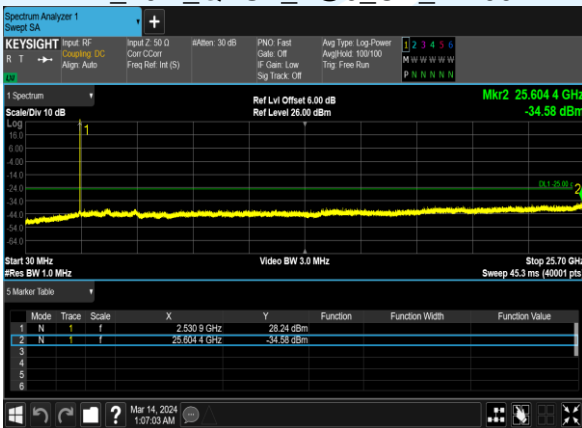 Spectrum Analyzer 1
Swept SA
KEYSIGHT Input: RF Input Z: 50 Ω #Atten: 30 dB PNO: Fast Avg Type: Log-Power 1 2 3 4 5 6
R T Coupling: DC Corr CCorr Gate: Off Avg|Hold: 100/100 M W W W W W
Align: Auto Freq Ref: Int (S) IF Gain: Low Trig: Free Run
LW Sig Track: Off P N N N N N
1 Spectrum Ref Lvl Offset 6.00 dB Mkr2 25.604 4 GHz
Scale/Div 10 dB Ref Level 26.00 dBm -34.58 dBm
Log
16.0
6.00
-4.00
-14.0
-24.0
-34.0
-44.0
-54.0
-64.0
1
DL1 -25.00
2
Start 30 MHz Video BW 3.0 MHz Stop 25.70 GHz
#Res BW 1.0 MHz Sweep 45.3 ms (40001 pts
5 Marker Table
Mode Trace Scale X Y Function Function Width Function Value
1 N 1 f 2.530 9 GHz 28.24 dBm
2 N 1 f 25.604 4 GHz -34.58 dBm
3
4
5
6
? Mar 14, 2024
1:07:03 AM